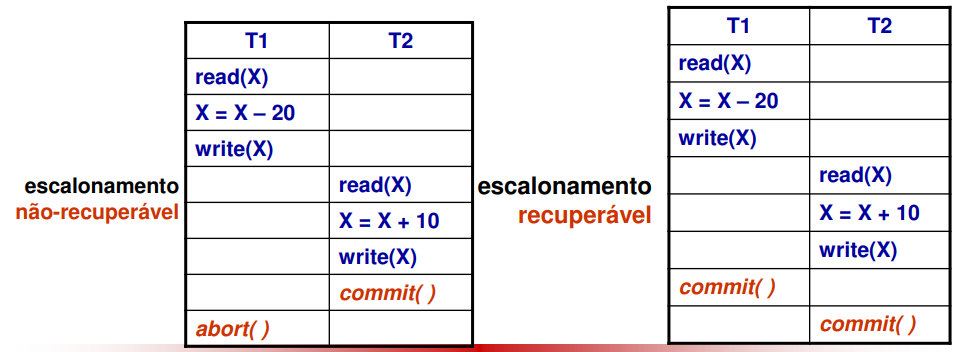 escalonamento
não-recuperável
T1 T2
read(X)
X = X – 20
write(X)
read(X)
X = X + 10
write(X)
commit( )
abort( )
escalonamento
recuperável
T1 T2
read(X)
X = X – 20
write(X)
read(X)
X = X + 10
write(X)
commit( )
commit( )